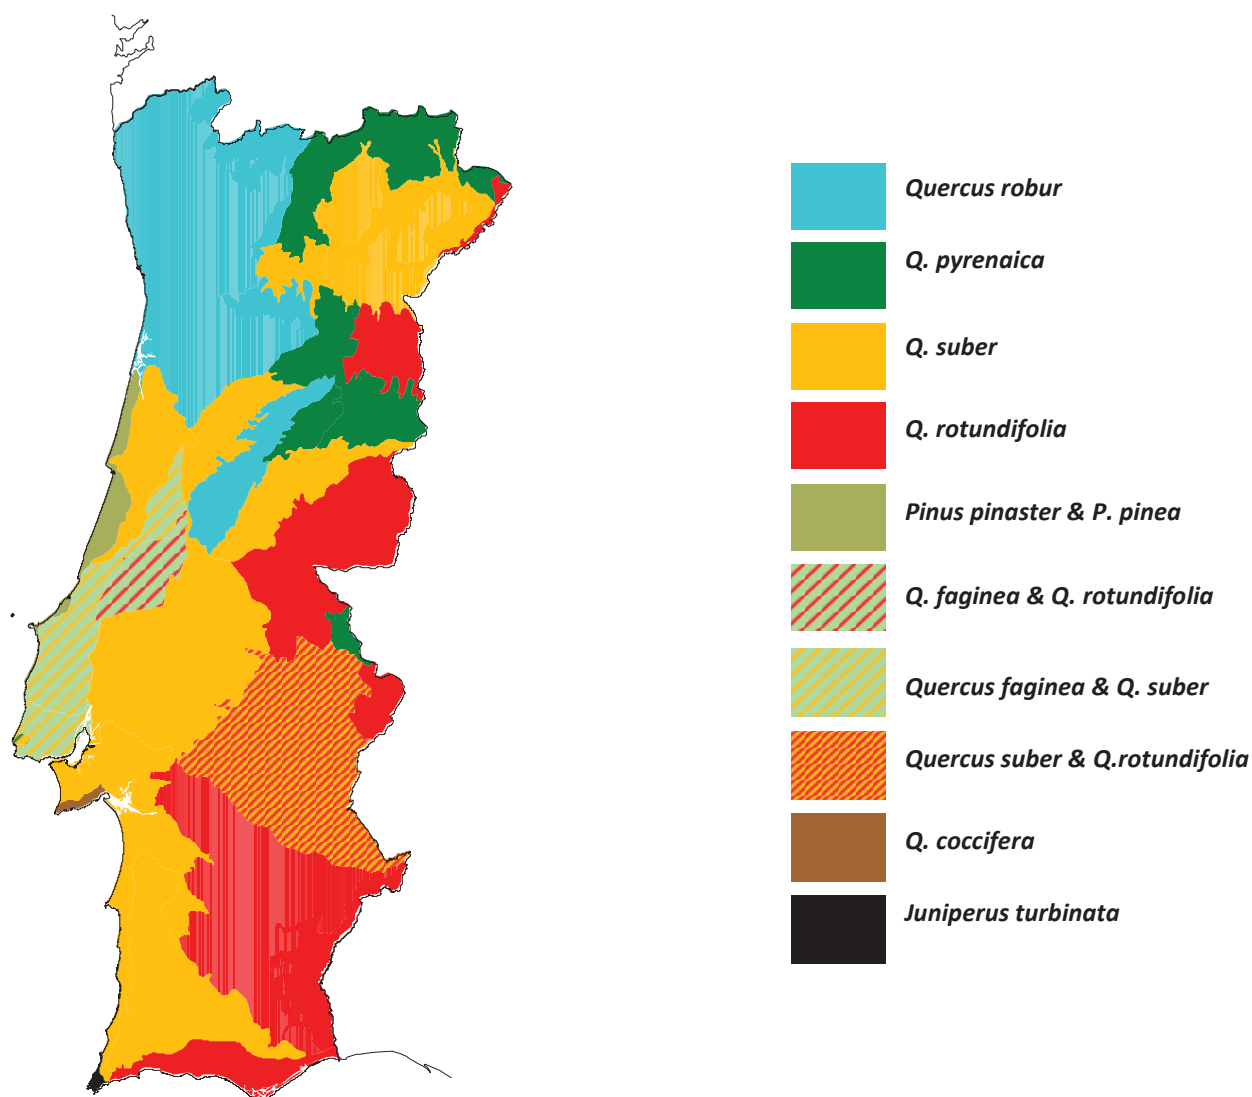 Quercus robur
Q. pyrenaica
Q. suber
Q. rotundifolia
Pinus pinaster & P. pinea
Q. faginea & Q. rotundifolia
Quercus faginea & Q. suber
Quercus suber & Q.rotundifolia
Q. coccifera
Juniperus turbinata